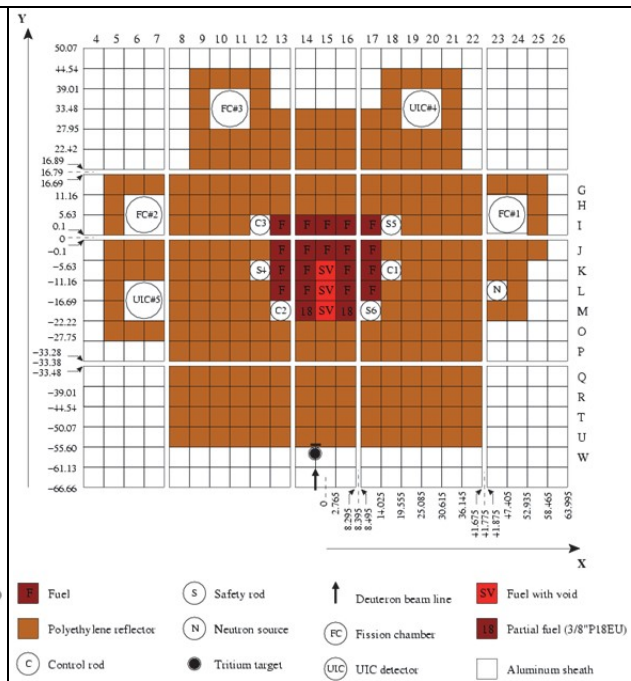 Y
4 5 6 7 8 9 10 11 12 13 14 15 16 17 18 19 20 21 22 23 24 25 26
50.07
44.54
39.01
33.48 FC#3 UIC#4
27.95
22.42
16.89
16.79
16.69
G
11.16
H
FC#2 FC#1
5.63
C3 F F F F F S5 I
0.1
0
−0.1
F F F F F J
−5.63
S4 F F SV F F C1 K
−11.16
F F SV F F N L
UIC#5
−16.69
C2 18 SV 18 S6 M
−22.22
O
−27.75
P
−33.28
−33.38
−33.48
Q
−39.01
R
−44.54
T
−50.07
U
−55.60
W
−61.13
−66.66
0 2.765 8.295 8.395 8.495 14.025 19.555 25.085 30.615 36.145 41.675 41.775 41.875 47.405 52.935 58.465 63.995
X
F Fuel
S Safety rod
Deuteron beam line
SV Fuel with void
Polyethylene reflector
N Neutron source
FC Fission chamber
18 Partial fuel (3/8"P18EU)
C Control rod
Tritium target
UIC UIC detector
Aluminum sheath